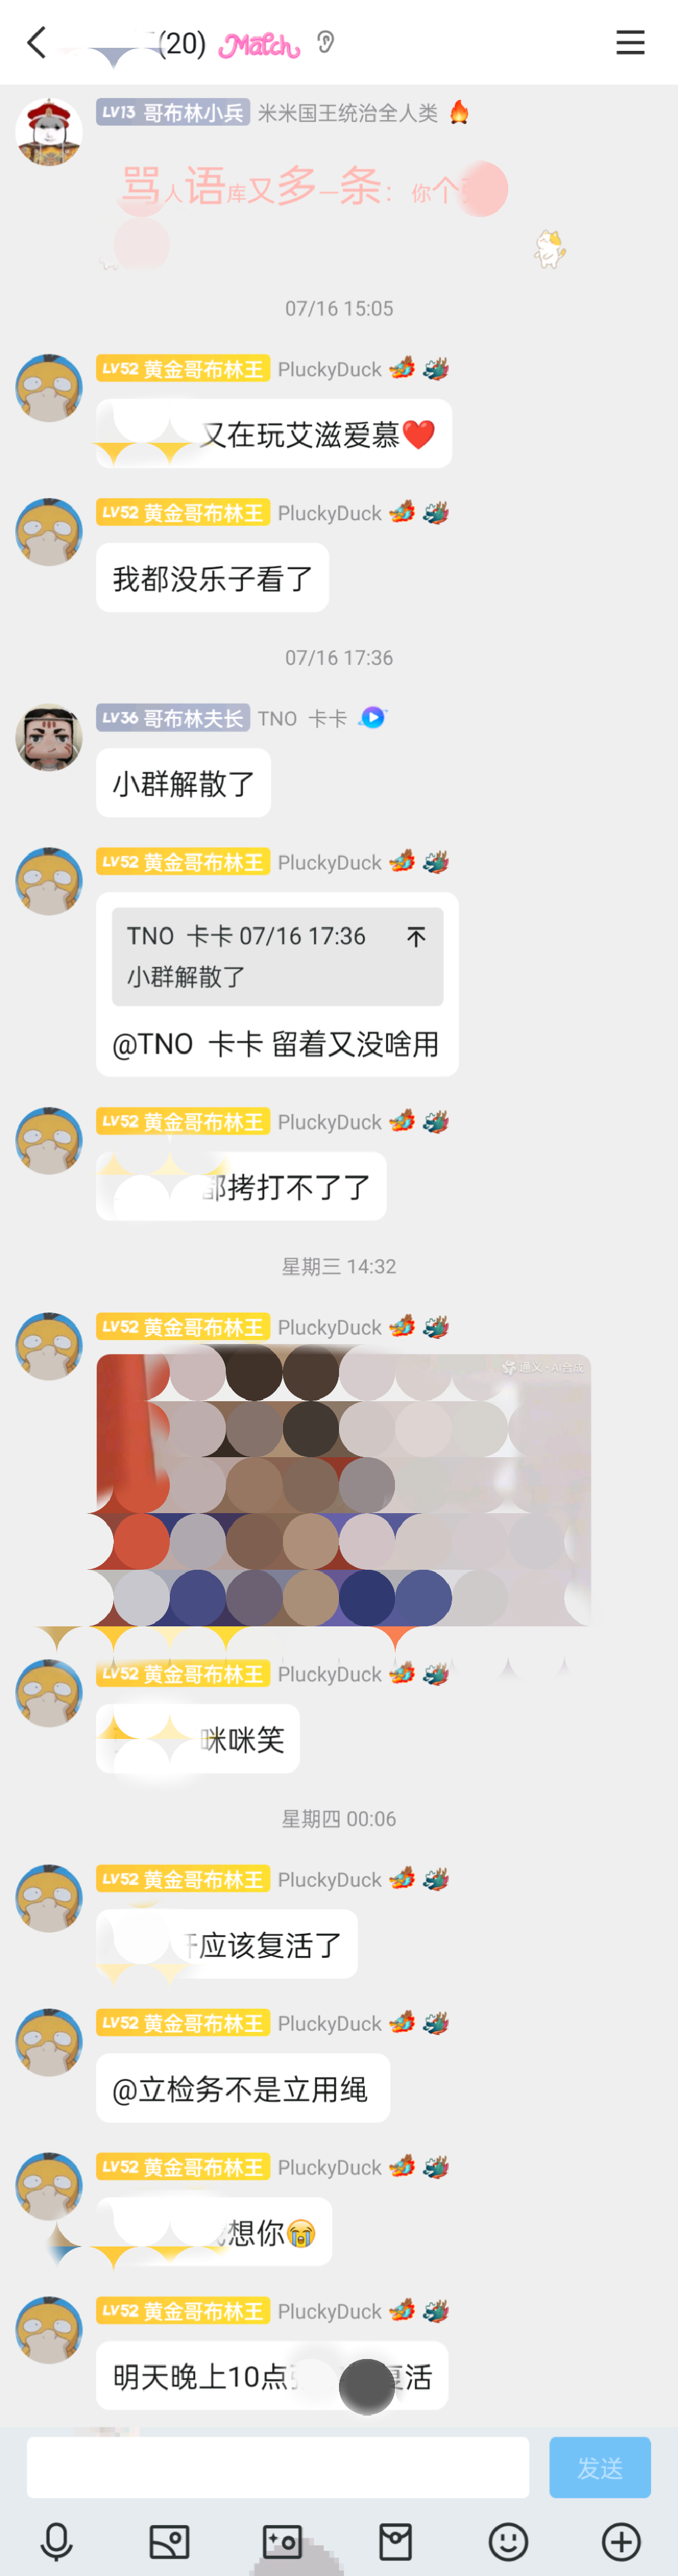 (20) Match
LV13 哥布林小兵 米米国王统治全人类
骂人语库又多一条：你个
07/16 15:05
LV52 黄金哥布林王 PluckyDuck
又在玩艾滋爱慕
LV52 黄金哥布林王 PluckyDuck
我都没乐子看了
07/16 17:36
LV36 哥布林夫长 TNO 卡卡
小群解散了
LV52 黄金哥布林王 PluckyDuck
TNO 卡卡 07/16 17:36
小群解散了
@TNO 卡卡 留着又没啥用
LV52 黄金哥布林王 PluckyDuck
都拷打不了了
星期三 14:32
LV52 黄金哥布林王 PluckyDuck
通义·AI合成
LV52 黄金哥布林王 PluckyDuck
咪咪笑
星期四 00:06
LV52 黄金哥布林王 PluckyDuck
应该复活了
LV52 黄金哥布林王 PluckyDuck
@立检务不是立用绳
LV52 黄金哥布林王 PluckyDuck
想你
LV52 黄金哥布林王 PluckyDuck
明天晚上10点 复活
发送